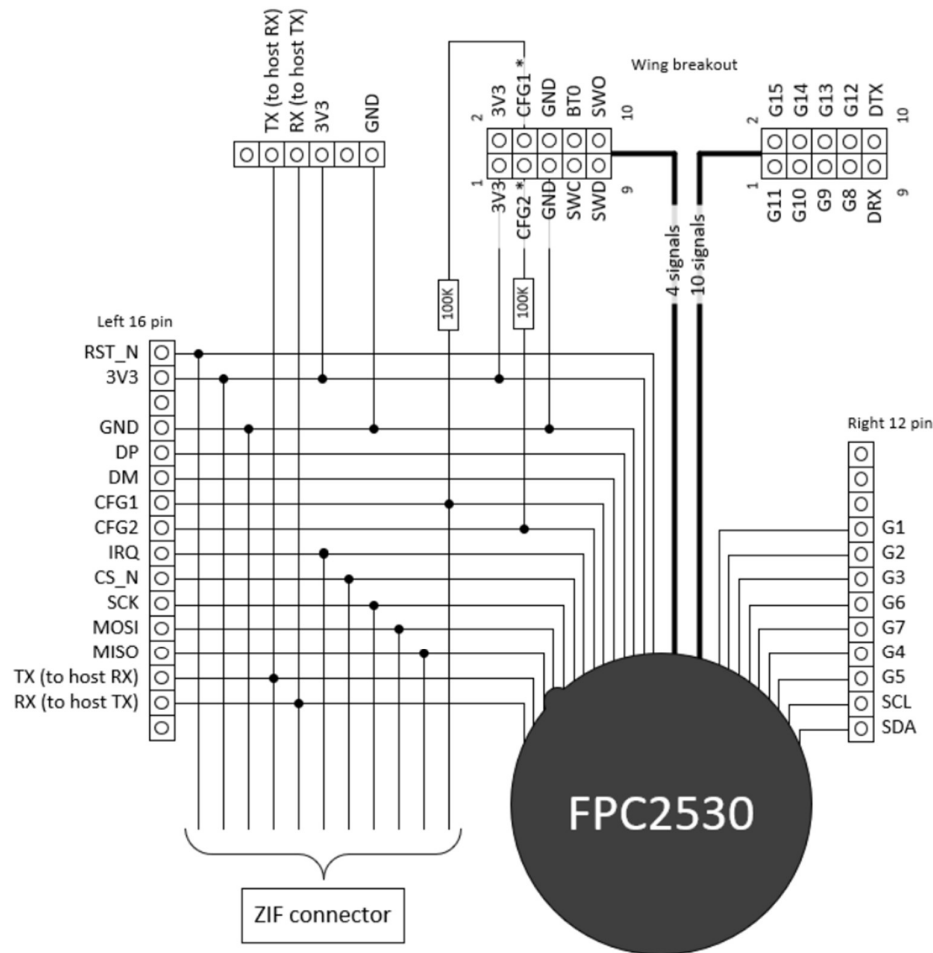 TX (to host RX)
RX (to host TX)
3V3
GND
Wing breakout
2
3V3
CFG1 *
GND
BT0
SWO
10
1
3V3
CFG2 *
GND
SWC
SWD
9
2
G15
G14
G13
G12
DTX
10
1
G11
G10
G9
G8
DRX
9
4 signals
10 signals
100K
100K
Left 16 pin
RST_N
3V3
GND
DP
DM
CFG1
CFG2
IRQ
CS_N
SCK
MOSI
MISO
TX (to host RX)
RX (to host TX)
Right 12 pin
G1
G2
G3
G6
G7
G4
G5
SCL
SDA
FPC2530
ZIF connector